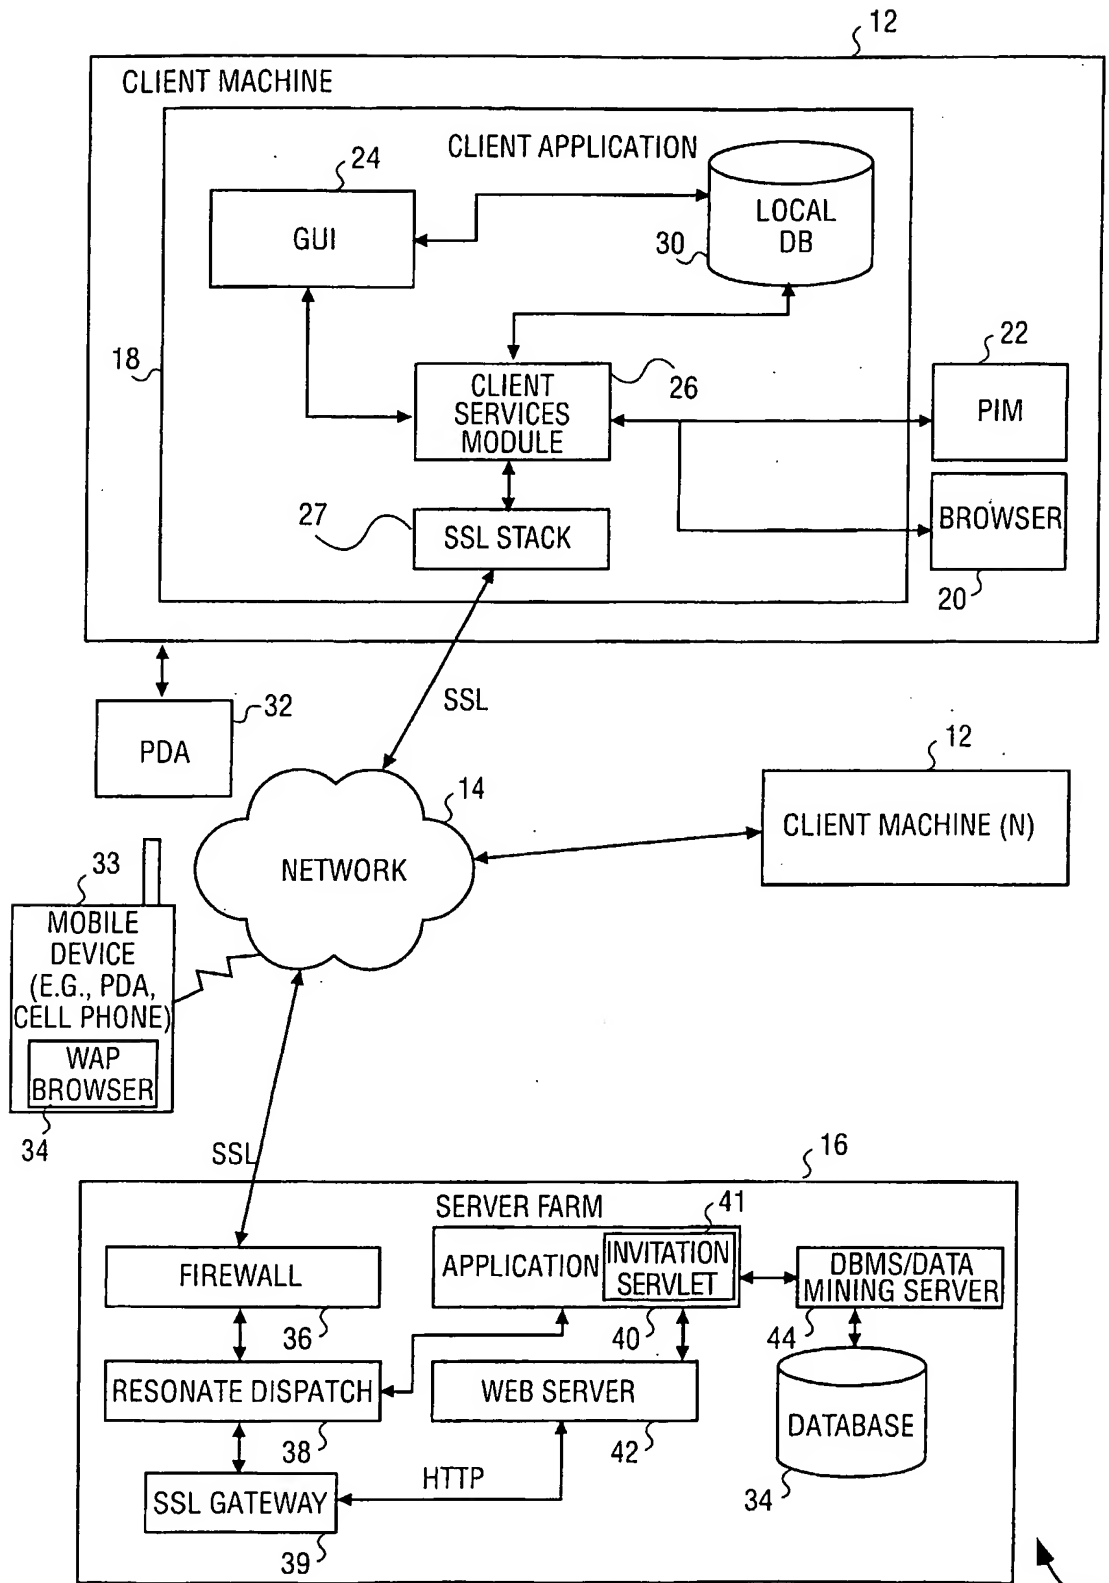 12
CLIENT MACHINE
CLIENT APPLICATION
24
GUI
LOCAL
DB
30
18
CLIENT
SERVICES
MODULE
26
22
PIM
27
SSL STACK
BROWSER
20
SSL
32
PDA
12
14
CLIENT MACHINE (N)
NETWORK
33
MOBILE
DEVICE
(E.G., PDA,
CELL PHONE)
WAP
BROWSER
34
SSL
16
SERVER FARM
41
FIREWALL
APPLICATION
INVITATION
SERVLET
DBMS/DATA
MINING SERVER
36
40
44
RESONATE DISPATCH
WEB SERVER
DATABASE
38
42
HTTP
34
SSL GATEWAY
39